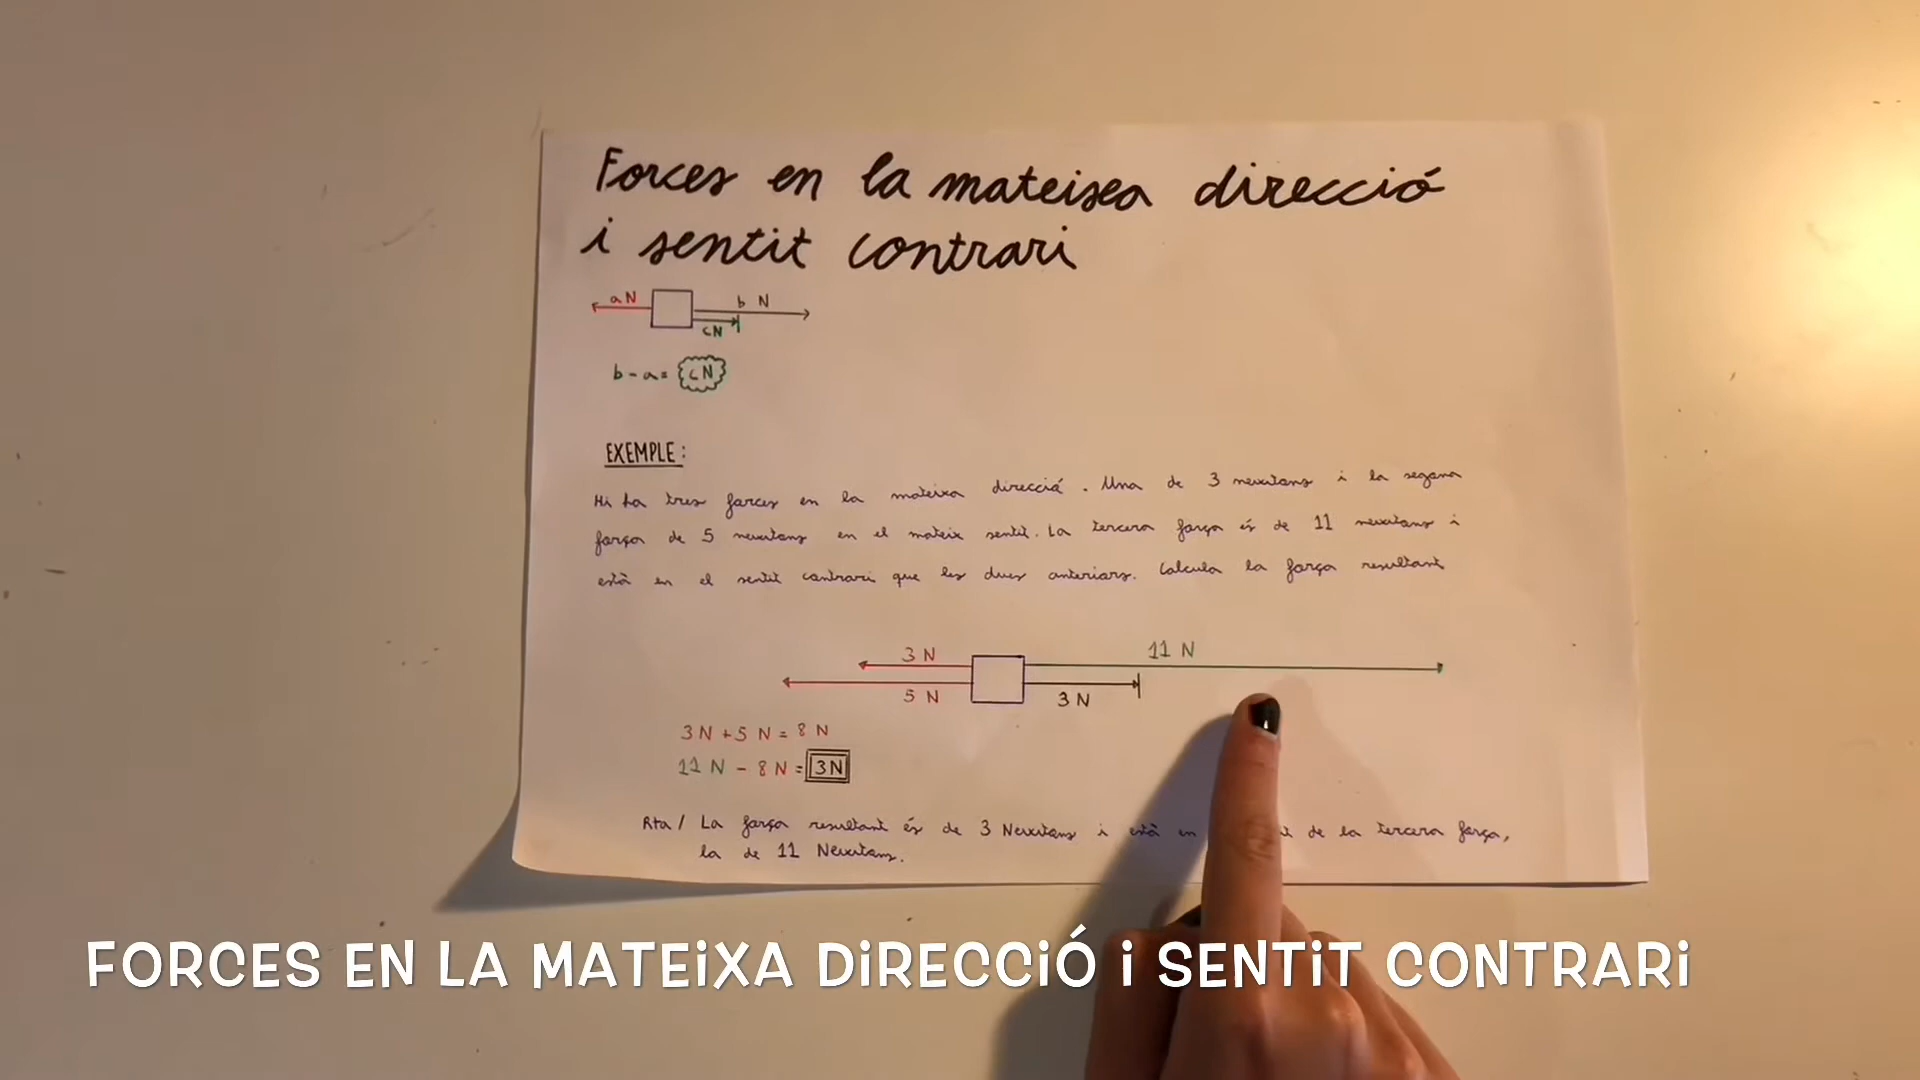 Forces en la mateixa direcció
i sentit contrari
a N
b N
c N
b - a = c N
EXEMPLE:
Hi ha tres forces en la mateixa direcció. Una de 3 newtons i la segona
força de 5 newtons en el mateix sentit. La tercera força és de 11 newtons i
està en el sentit contrari que les dues anteriors. Calcula la força resultant
3 N
11 N
5 N
3 N
3 N + 5 N = 8 N
11 N - 8 N = 3 N
Rta / La força resultant és de 3 Newtons i està en de la tercera força,
la de 11 Newtons.
FORCES EN LA MATEIXA DIRECCIÓ I SENTIT CONTRARI